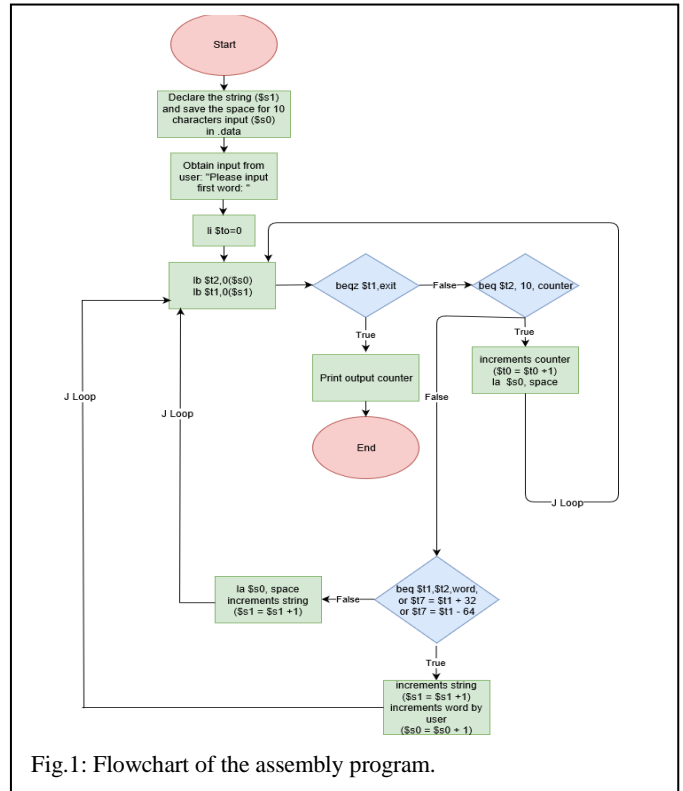 Start
Declare the string ($s1)
and save the space for 10
characters input ($s0)
in .data
Obtain input from
user: "Please input
first word: "
li $to=0
lb $t2,0($s0)
lb $t1,0($s1)
beqz $t1,exit
False
beq $t2, 10, counter
True
True
Print output counter
increments counter
($t0 = $t0 +1)
la $s0, space
J Loop
J Loop
False
End
J Loop
la $s0, space
increments string
($s1 = $s1 +1)
False
beq $t1,$t2,word,
or $t7 = $t1 + 32
or $t7 = $t1 - 64
True
increments string
($s1 = $s1 +1)
increments word by
user
($s0 = $s0 + 1)
Fig.1: Flowchart of the assembly program.